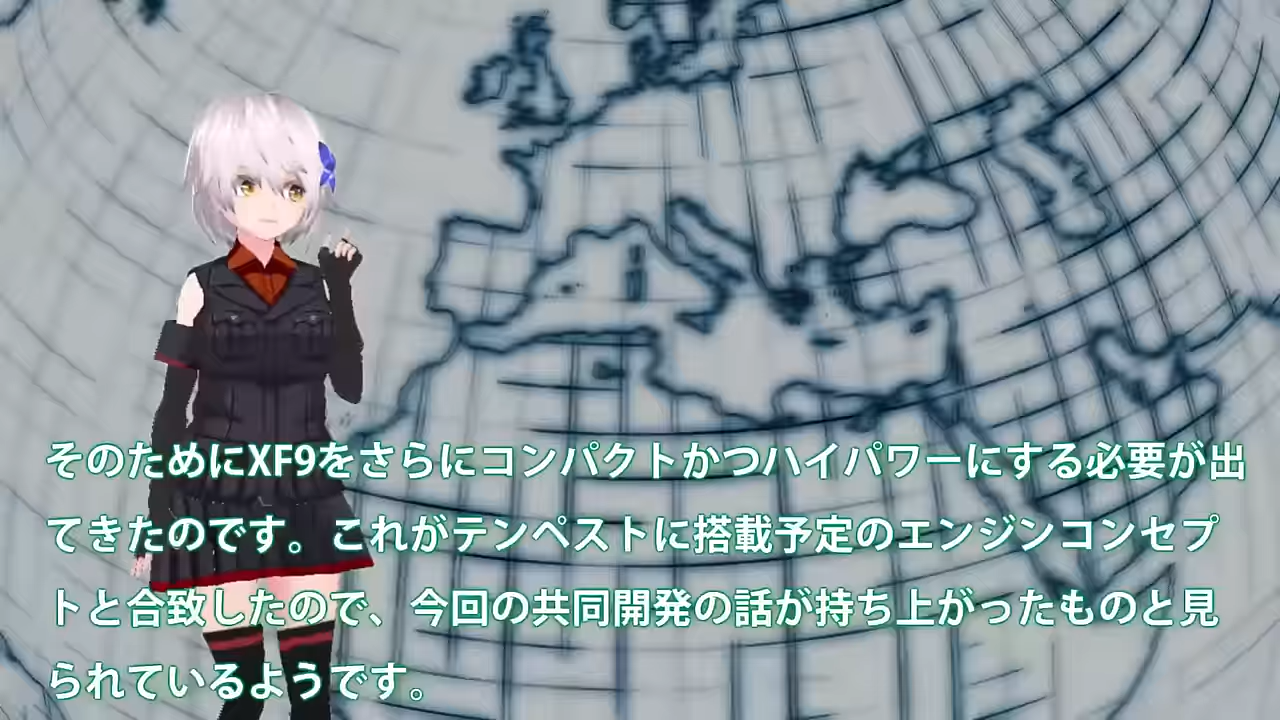 そのためにXF9をさらにコンパクトかつハイパワーにする必要が出
てきたのです。これがテンペストに搭載予定のエンジンコンセプ
トと合致したので、今回の共同開発の話が持ち上がったものと見
られているようです。